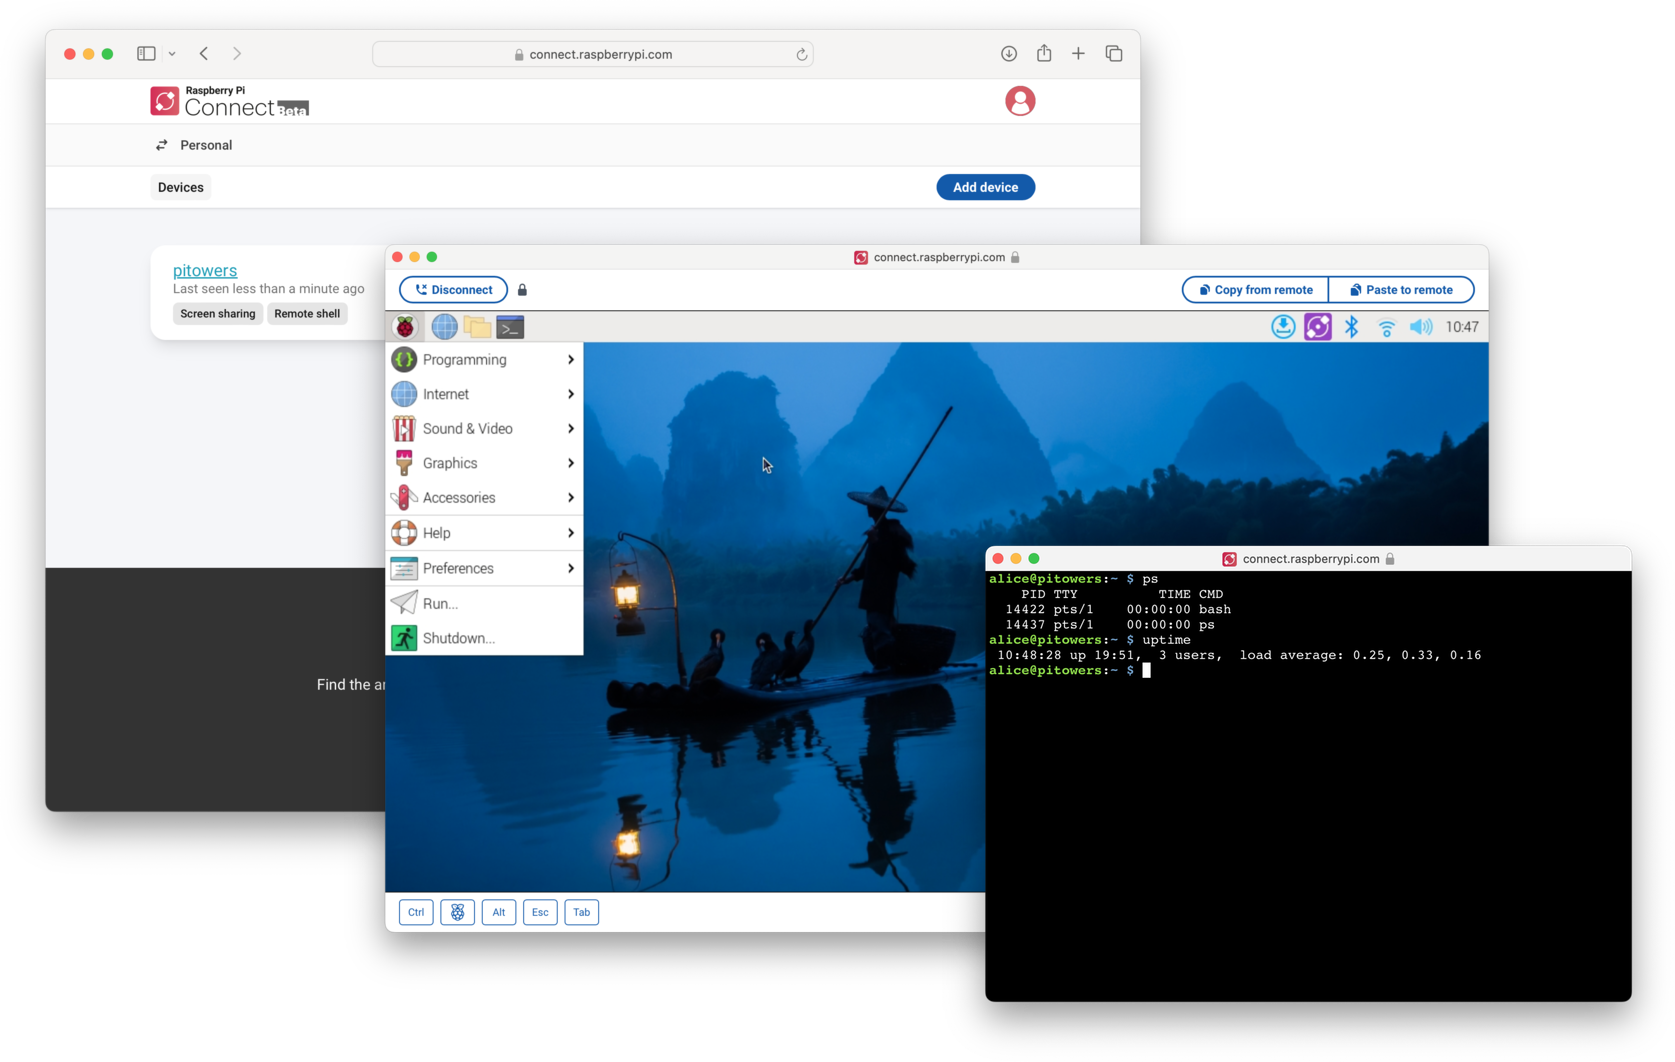 connect.raspberrypi.com
Raspberry Pi
Connect Beta
Personal
Devices
Add device
pitowers
Last seen less than a minute ago
Screen sharing
Remote shell
Find the
connect.raspberrypi.com
Disconnect
Copy from remote
Paste to remote
10:47
Programming
Internet
Sound & Video
Graphics
Accessories
Help
Preferences
Run...
Shutdown...
Ctrl
Alt
Esc
Tab
connect.raspberrypi.com
alice@pitowers:~ $ ps
    PID TTY          TIME CMD
  14422 pts/1    00:00:00 bash
  14437 pts/1    00:00:00 ps
alice@pitowers:~ $ uptime
 10:48:28 up 19:51,  3 users,  load average: 0.25, 0.33, 0.16
alice@pitowers:~ $